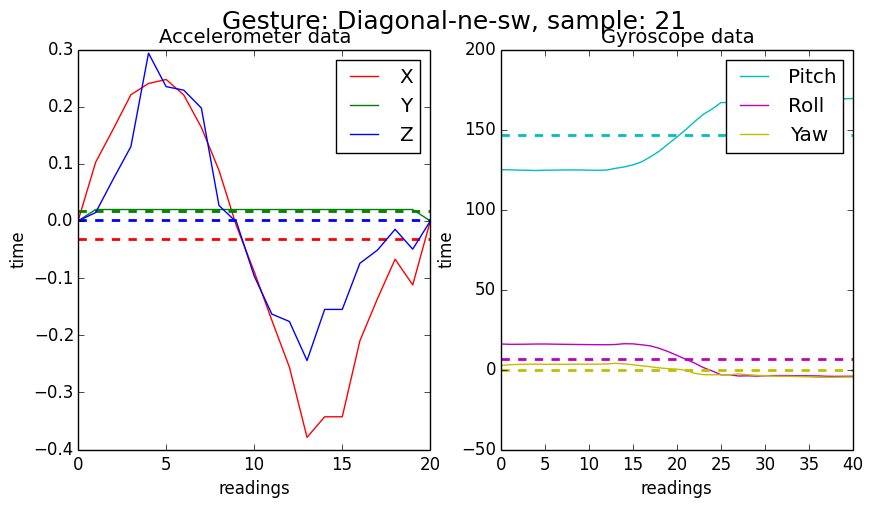 Gesture: Diagonal-ne-sw, sample: 21
Accelerometer data
Gyroscope data
0.3
0.2
0.1
0.0
−0.1
−0.2
−0.3
−0.4
time
0
5
10
15
20
readings
X
Y
Z
200
150
100
50
0
−50
time
0
5
10
15
20
25
30
35
40
readings
Pitch
Roll
Yaw